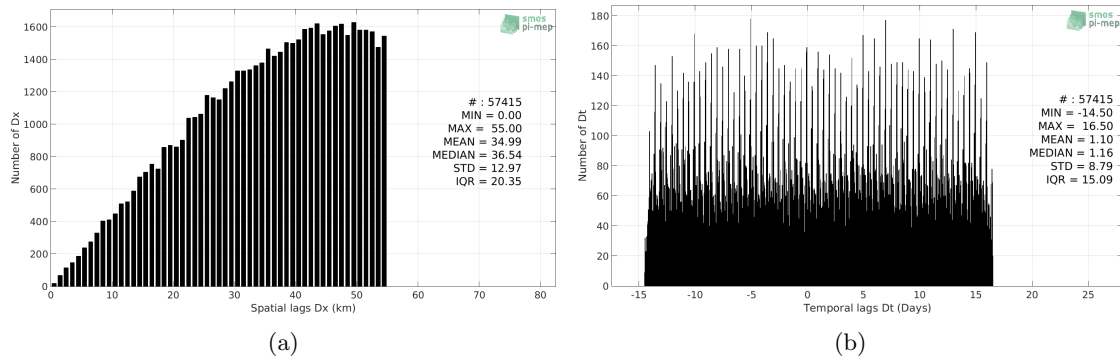 smos
pi-mep
Number of Dx
1600
1400
1200
1000
800
600
400
200
0
# : 57415
MIN = 0.00
MAX = 55.00
MEAN = 34.99
MEDIAN = 36.54
STD = 12.97
IQR = 20.35
0 10 20 30 40 50 60 70 80
Spatial lags Dx (km)
(a)
smos
pi-mep
Number of Dt
180
160
140
120
100
80
60
40
20
0
# : 57415
MIN = -14.50
MAX = 16.50
MEAN = 1.10
MEDIAN = 1.16
STD = 8.79
IQR = 15.09
-15 -10 -5 0 5 10 15 20 25
Temporal lags Dt (Days)
(b)